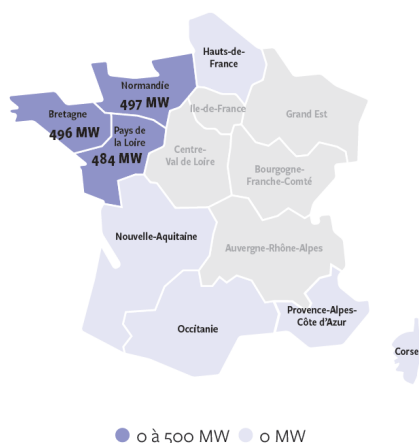 Hauts-de-
France
Normandie
497 MW
Ile-de-France
Grand Est
Bretagne
496 MW
Pays de
la Loire
484 MW
Centre-
Val de Loire
Bourgogne-
Franche-Comté
Nouvelle-Aquitaine
Auvergne-Rhône-Alpes
Provence-Alpes-
Côte d'Azur
Occitanie
Corse
0 à 500 MW
0 MW